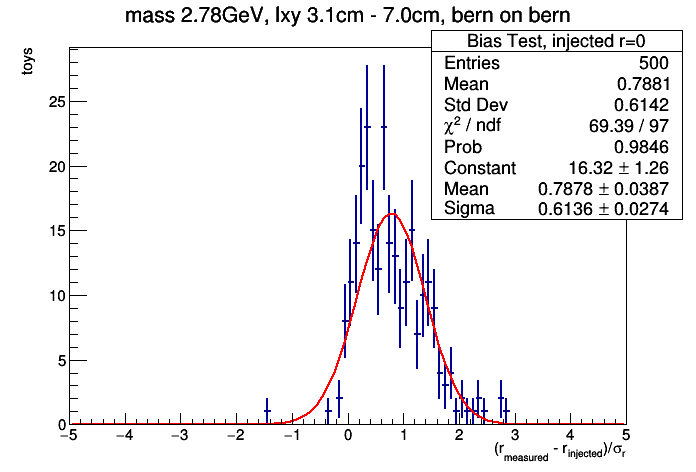 mass 2.78GeV, lxy 3.1cm - 7.0cm, bern on bern
toys
Bias Test, injected r=0
Entries 500
Mean 0.7881
Std Dev 0.6142
χ² / ndf 69.39 / 97
Prob 0.9846
Constant 16.32 ± 1.26
Mean 0.7878 ± 0.0387
Sigma 0.6136 ± 0.0274
25
20
15
10
5
0
−5 −4 −3 −2 −1 0 1 2 3 4 5
(r_measured - r_injected)/σ_r